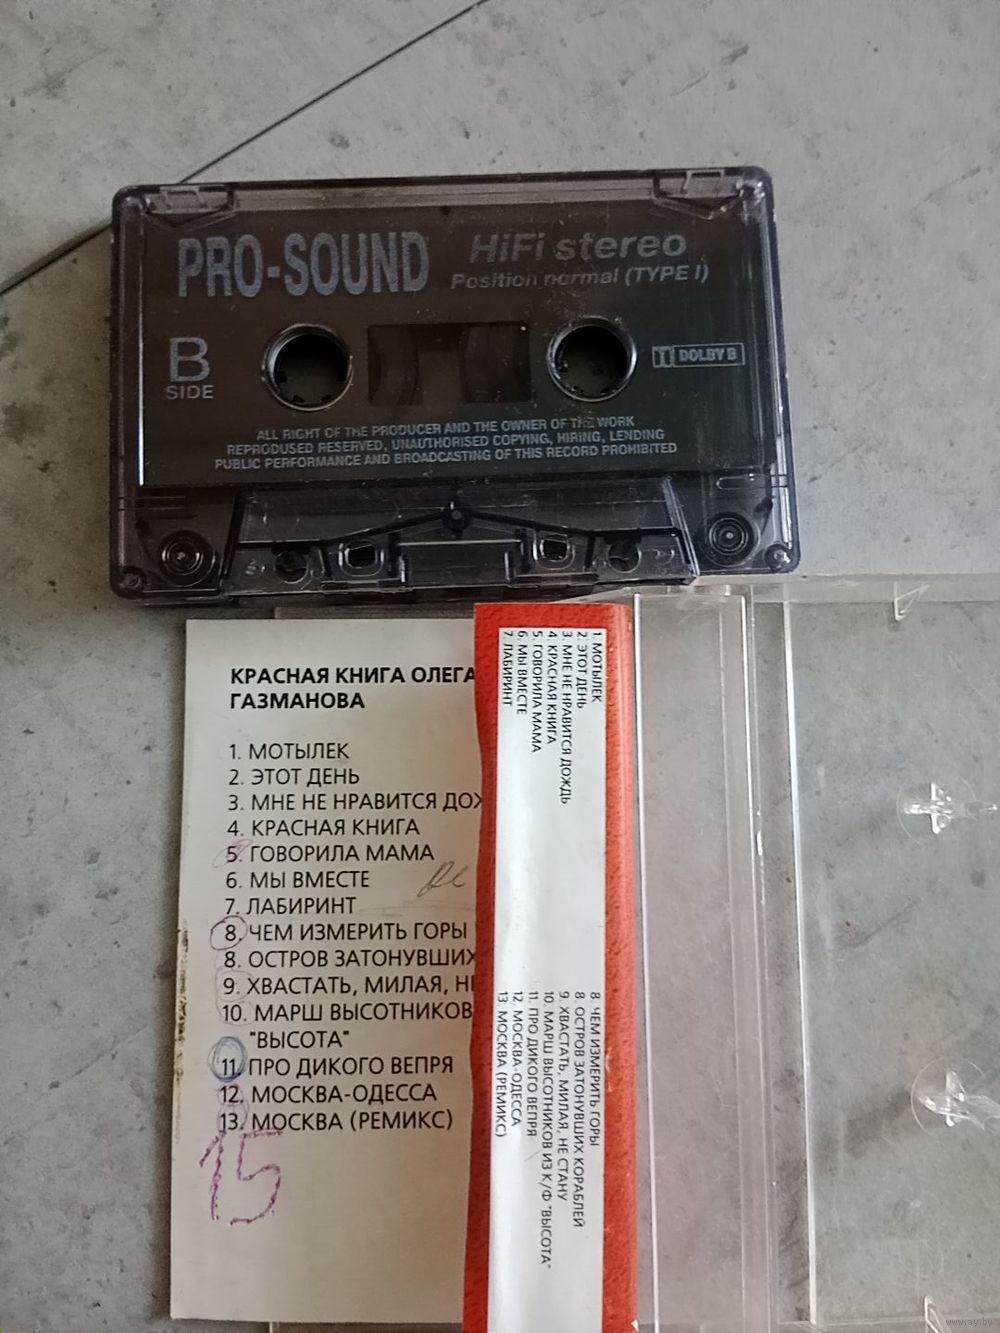 PRO-SOUND
HiFi stereo
Position normal (TYPE I)
B
SIDE
DOLBY B
ALL RIGHT OF THE PRODUCER AND THE OWNER OF THE WORK
REPRODUSED RESERVED, UNAUTHORISED COPYING, HIRING, LENDING
PUBLIC PERFORMANCE AND BROADCASTING OF THIS RECORD PROHIBITED
КРАСНАЯ КНИГА ОЛЕГА
ГАЗМАНОВА
1. МОТЫЛЕК
2. ЭТОТ ДЕНЬ
3. МНЕ НЕ НРАВИТСЯ ДОЖ
4. КРАСНАЯ КНИГА
5. ГОВОРИЛА МАМА
6. МЫ ВМЕСТЕ
7. ЛАБИРИНТ
8. ЧЕМ ИЗМЕРИТЬ ГОРЫ
8. ОСТРОВ ЗАТОНУВШИХ
9. ХВАСТАТЬ, МИЛАЯ, НЕ
10. МАРШ ВЫСОТНИКОВ
"ВЫСОТА"
11. ПРО ДИКОГО ВЕПРЯ
12. МОСКВА-ОДЕССА
13. МОСКВА (РЕМИКС)
15
1. МОТЫЛЕК
2. ЭТОТ ДЕНЬ
3. МНЕ НЕ НРАВИТСЯ ДОЖДЬ
4. КРАСНАЯ КНИГА
5. ГОВОРИЛА МАМА
6. МЫ ВМЕСТЕ
7. ЛАБИРИНТ
8. ЧЕМ ИЗМЕРИТЬ ГОРЫ
8. ОСТРОВ ЗАТОНУВШИХ КОРАБЛЕЙ
9. ХВАСТАТЬ, МИЛАЯ, НЕ СТАНУ
10. МАРШ ВЫСОТНИКОВ ИЗ К/Ф "ВЫСОТА"
11. ПРО ДИКОГО ВЕПРЯ
12. МОСКВА-ОДЕССА
13. МОСКВА (РЕМИКС)
www.ay.by